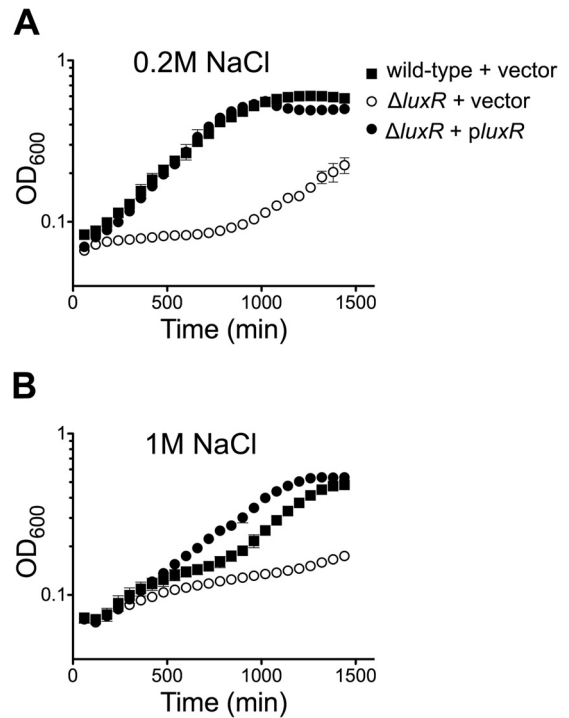 A
0.2M NaCl
wild-type + vector
ΔluxR + vector
ΔluxR + pluxR
1
0.1
OD600
0 500 1000 1500
Time (min)
B
1M NaCl
1
0.1
OD600
0 500 1000 1500
Time (min)